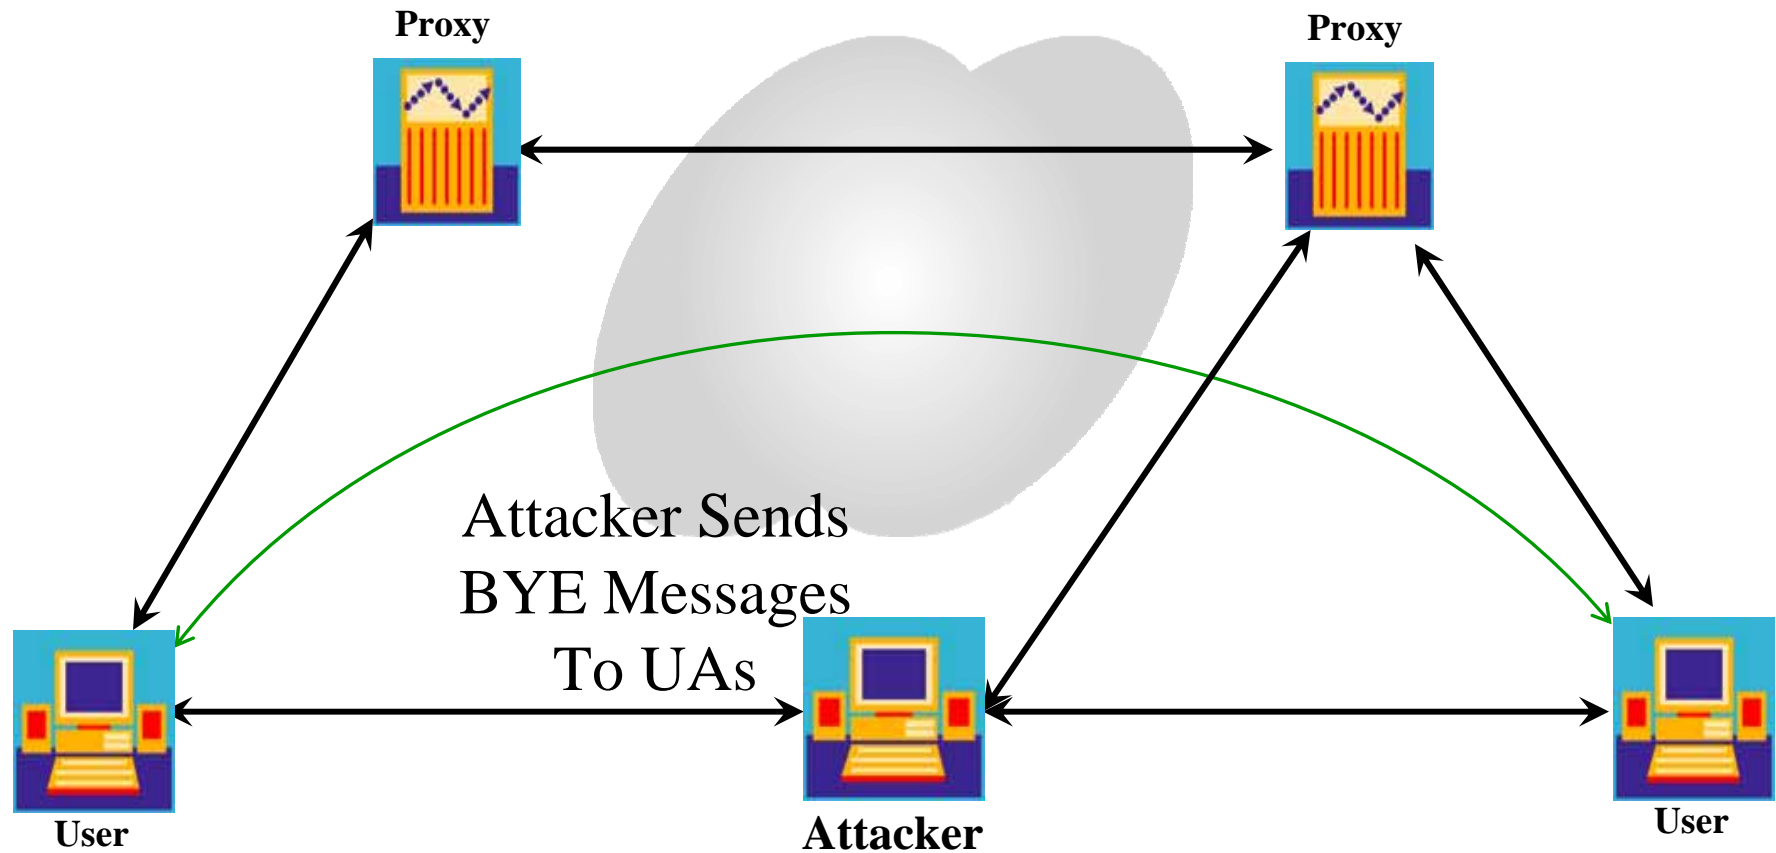 Proxy
Proxy
Attacker Sends
BYE Messages
To UAs
User
Attacker
User